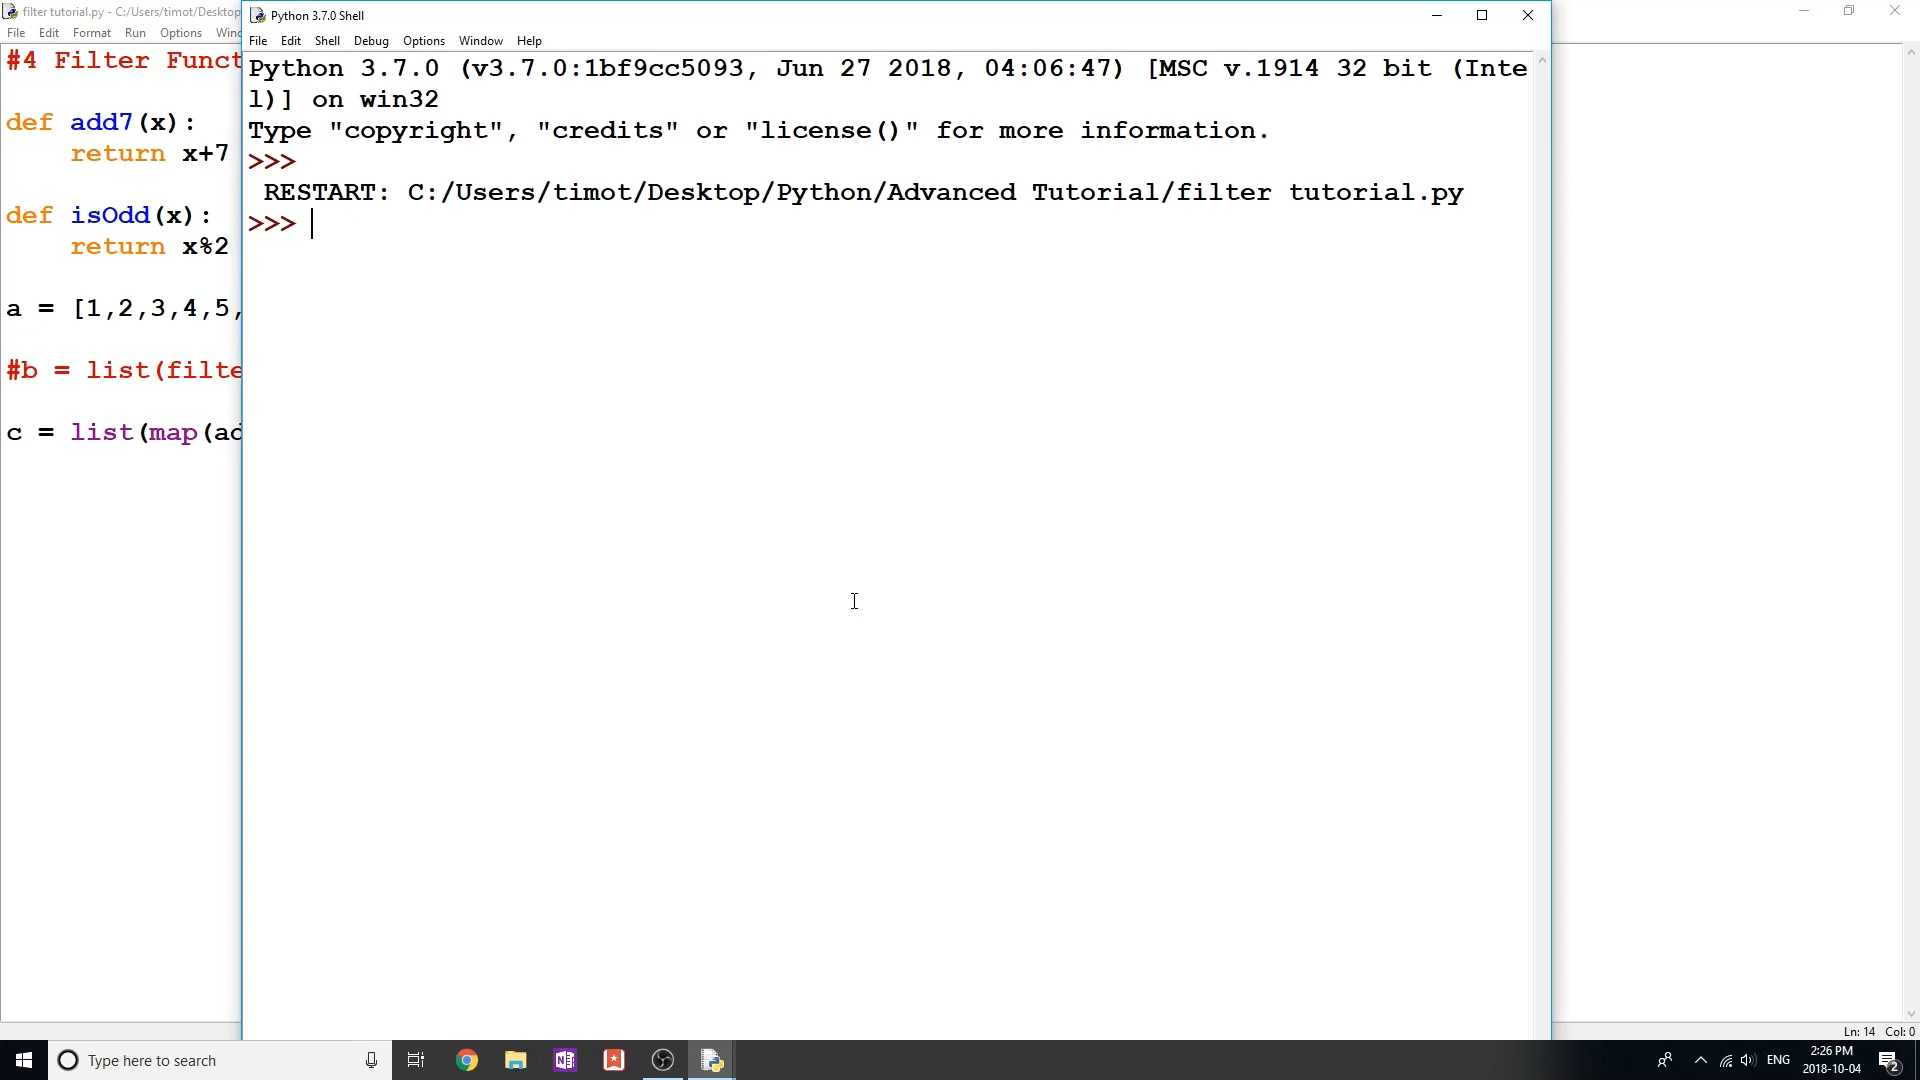 filter tutorial.py - C:/Users/timot/Desktop
File Edit Format Run Options Wind
#4 Filter Funct
def add7(x):
return x+7
def isOdd(x):
return x%2
a = [1,2,3,4,5,
#b = list(filte
c = list(map(ad
Python 3.7.0 Shell
File Edit Shell Debug Options Window Help
Python 3.7.0 (v3.7.0:1bf9cc5093, Jun 27 2018, 04:06:47) [MSC v.1914 32 bit (Inte
l)] on win32
Type "copyright", "credits" or "license()" for more information.
>>>
RESTART: C:/Users/timot/Desktop/Python/Advanced Tutorial/filter tutorial.py
>>>
Ln: 14 Col: 0
Type here to search
ENG
2:26 PM
2018-10-04
2